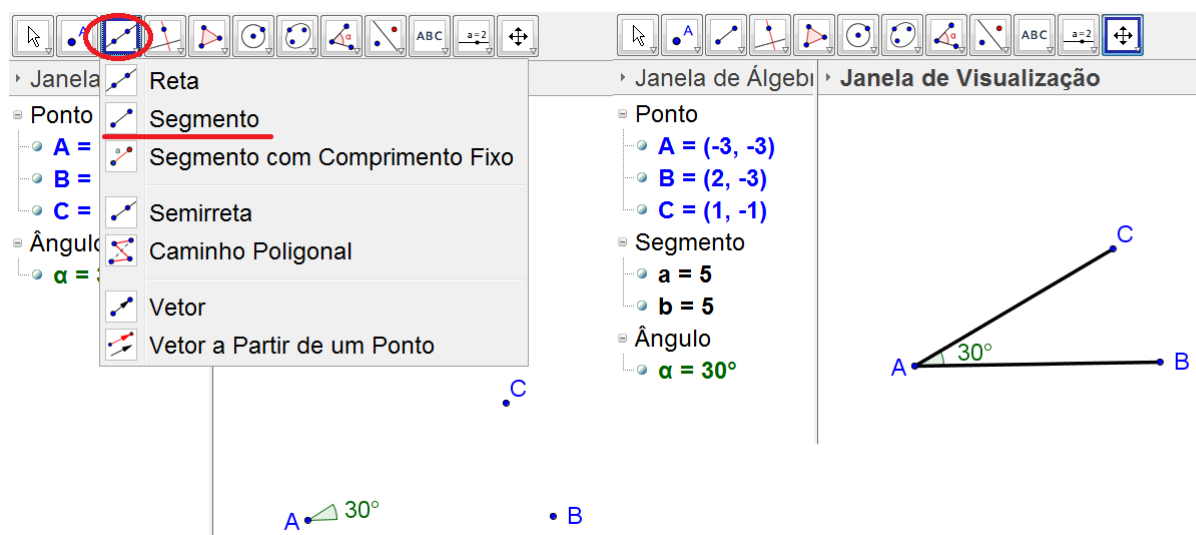 A
ABC
a=2
Janela
Ponto
A =
B =
C =
Ângulo
α = 3
Reta
Segmento
a
Segmento com Comprimento Fixo
Semirreta
Caminho Poligonal
Vetor
Vetor a Partir de um Ponto
C
A
30°
B
A
α
ABC
a=2
Janela de Álgebr
Janela de Visualização
Ponto
A = (-3, -3)
B = (2, -3)
C = (1, -1)
Segmento
a = 5
b = 5
Ângulo
α = 30°
C
A
30°
B